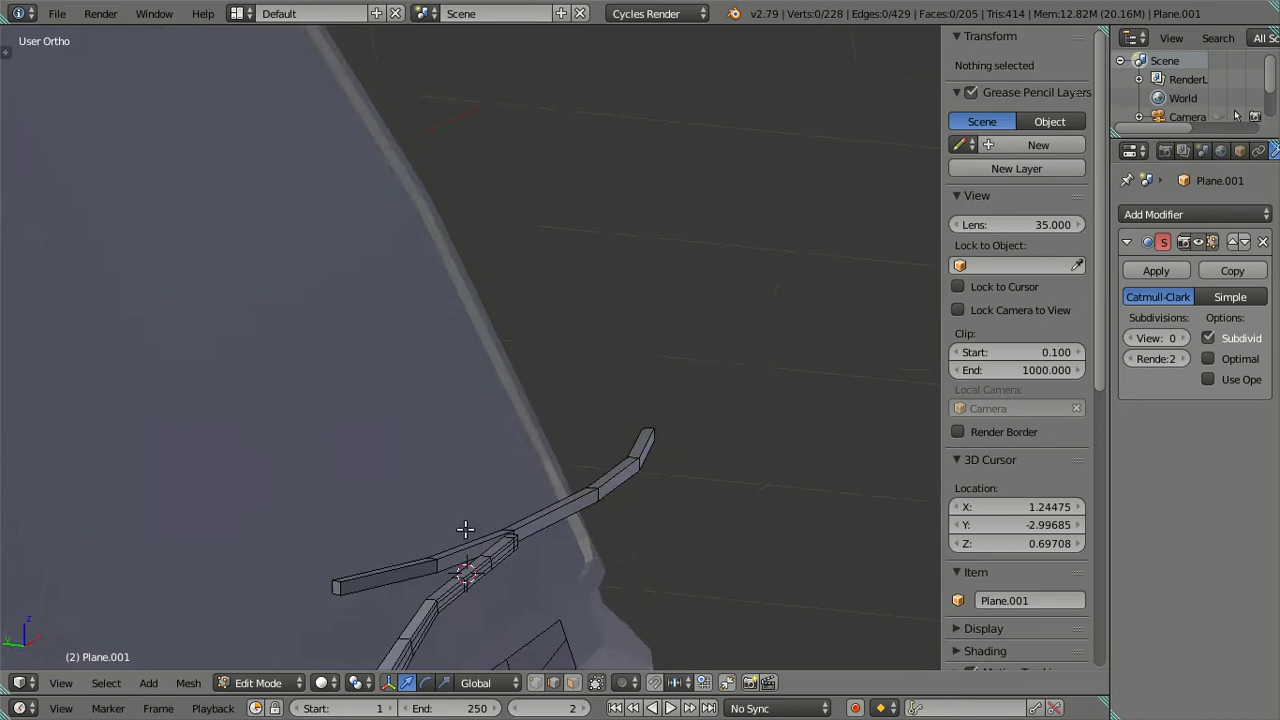 File Render Window Help Default Scene Cycles Render v2.79 | Verts:0/228 | Edges:0/429 | Faces:0/205 | Tris:414 | Mem:12.82M (20.16M) | Plane.001
User Ortho
Transform
Nothing selected
Grease Pencil Layers
Scene Object
New
New Layer
View
Lens: 35.000
Lock to Object:
Lock to Cursor
Lock Camera to View
Clip:
Start: 0.100
End: 1000.000
Local Camera:
Camera
Render Border
3D Cursor
Location:
X: 1.24475
Y: -2.99685
Z: 0.69708
Item
Plane.001
Display
Shading
View Search All Sc
Scene
RenderL
World
Camera
Plane.001
Add Modifier
S
Apply Copy
Catmull-Clark Simple
Subdivisions: Options:
View: 0 Subdivid
Rende: 2 Optimal
Use Ope
z
y
(2) Plane.001
View Select Add Mesh Edit Mode Global
View Marker Frame Playback Start: 1 End: 250 2 No Sync